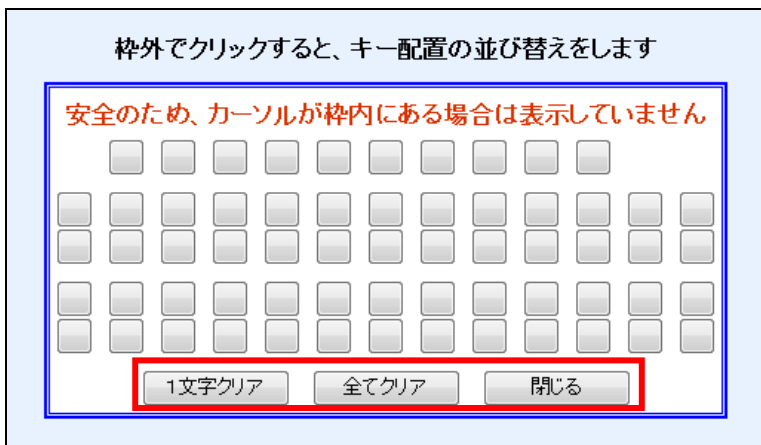 枠外でクリックすると、キー配置の並び替えをします
安全のため、カーソルが枠内にある場合は表示していません
1文字クリア 全てクリア 閉じる